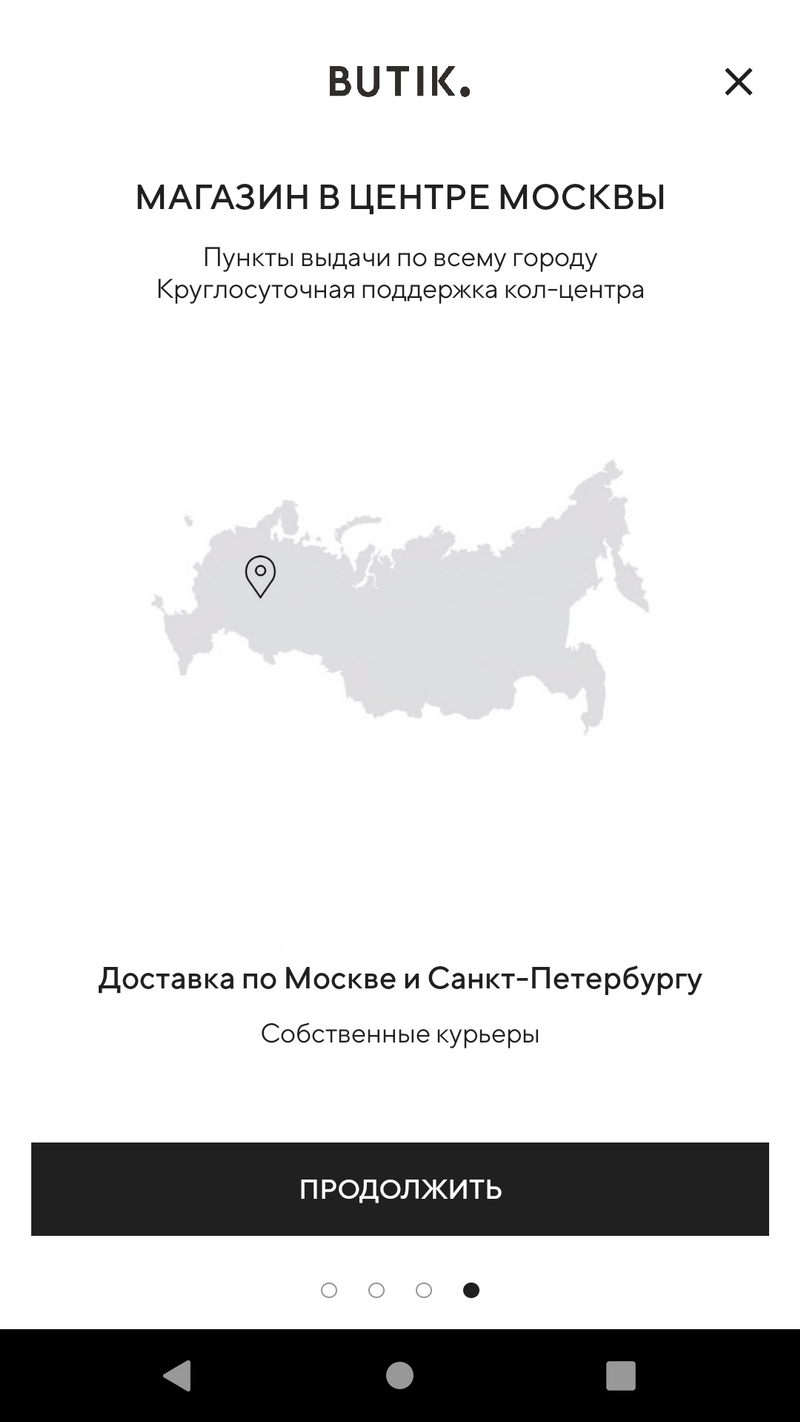 BUTIK.
МАГАЗИН В ЦЕНТРЕ МОСКВЫ
Пункты выдачи по всему городу
Круглосуточная поддержка кол-центра
Доставка по Москве и Санкт-Петербургу
Собственные курьеры
ПРОДОЛЖИТЬ